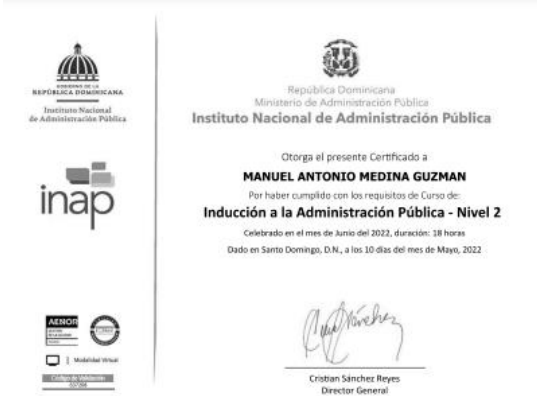 GOBIERNO DE LA
REPÚBLICA DOMINICANA
Instituto Nacional
de Administración Pública
inap
AENOR
Modalidad Virtual
Código de Validación
República Dominicana
Ministerio de Administración Pública
Instituto Nacional de Administración Pública
Otorga el presente Certificado a
MANUEL ANTONIO MEDINA GUZMAN
Por haber cumplido con los requisitos de Curso de:
Inducción a la Administración Pública - Nivel 2
Celebrado en el mes de Junio del 2022, duración: 18 horas
Dado en Santo Domingo, D.N., a los 10 días del mes de Mayo, 2022
Cristian Sánchez Reyes
Director General